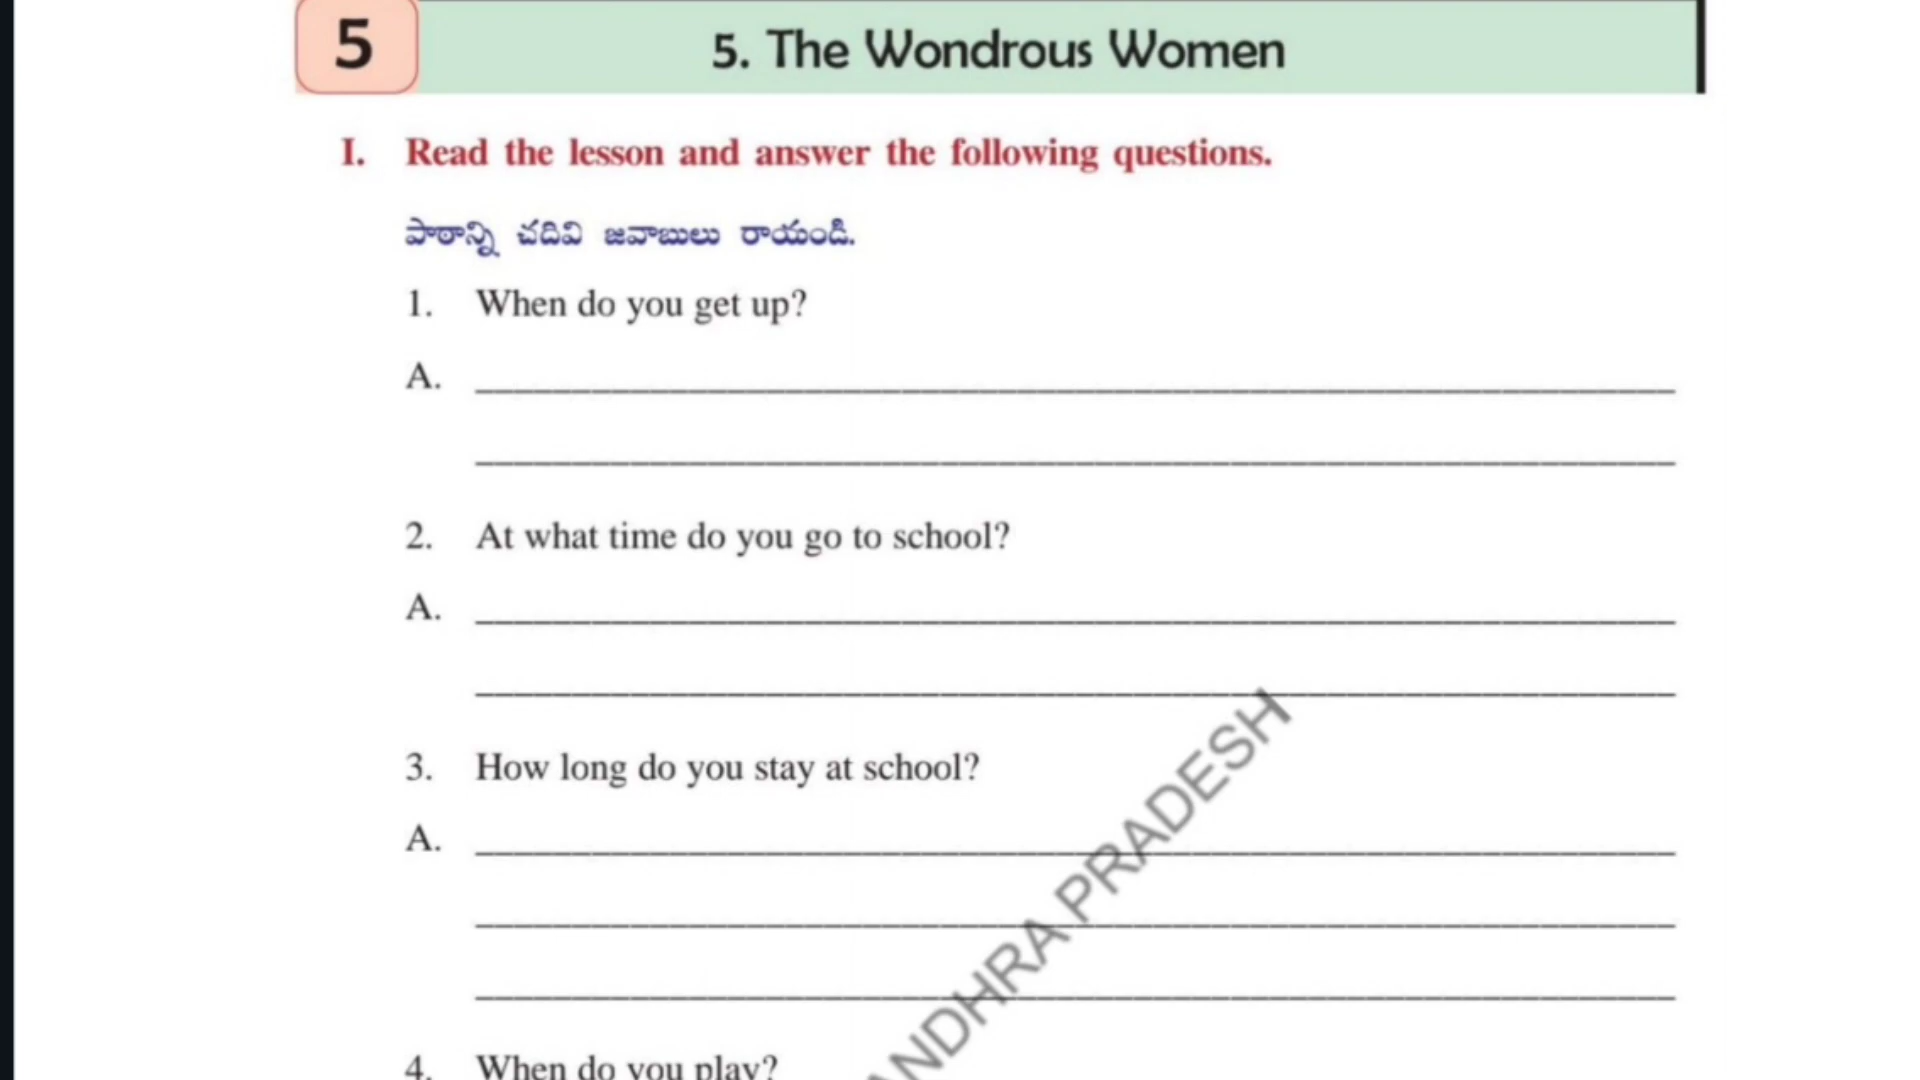 5
5. The Wondrous Women
I. Read the lesson and answer the following questions.
పాఠాన్ని చదివి జవాబులు రాయండి.
1. When do you get up?
A.
2. At what time do you go to school?
A.
3. How long do you stay at school?
A.
4. When do you play?
ANDHRA PRADESH